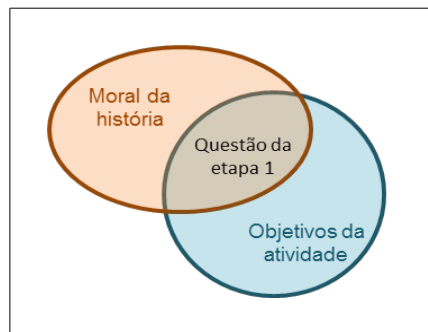 Moral da
história
Questão da
etapa 1
Objetivos da
atividade